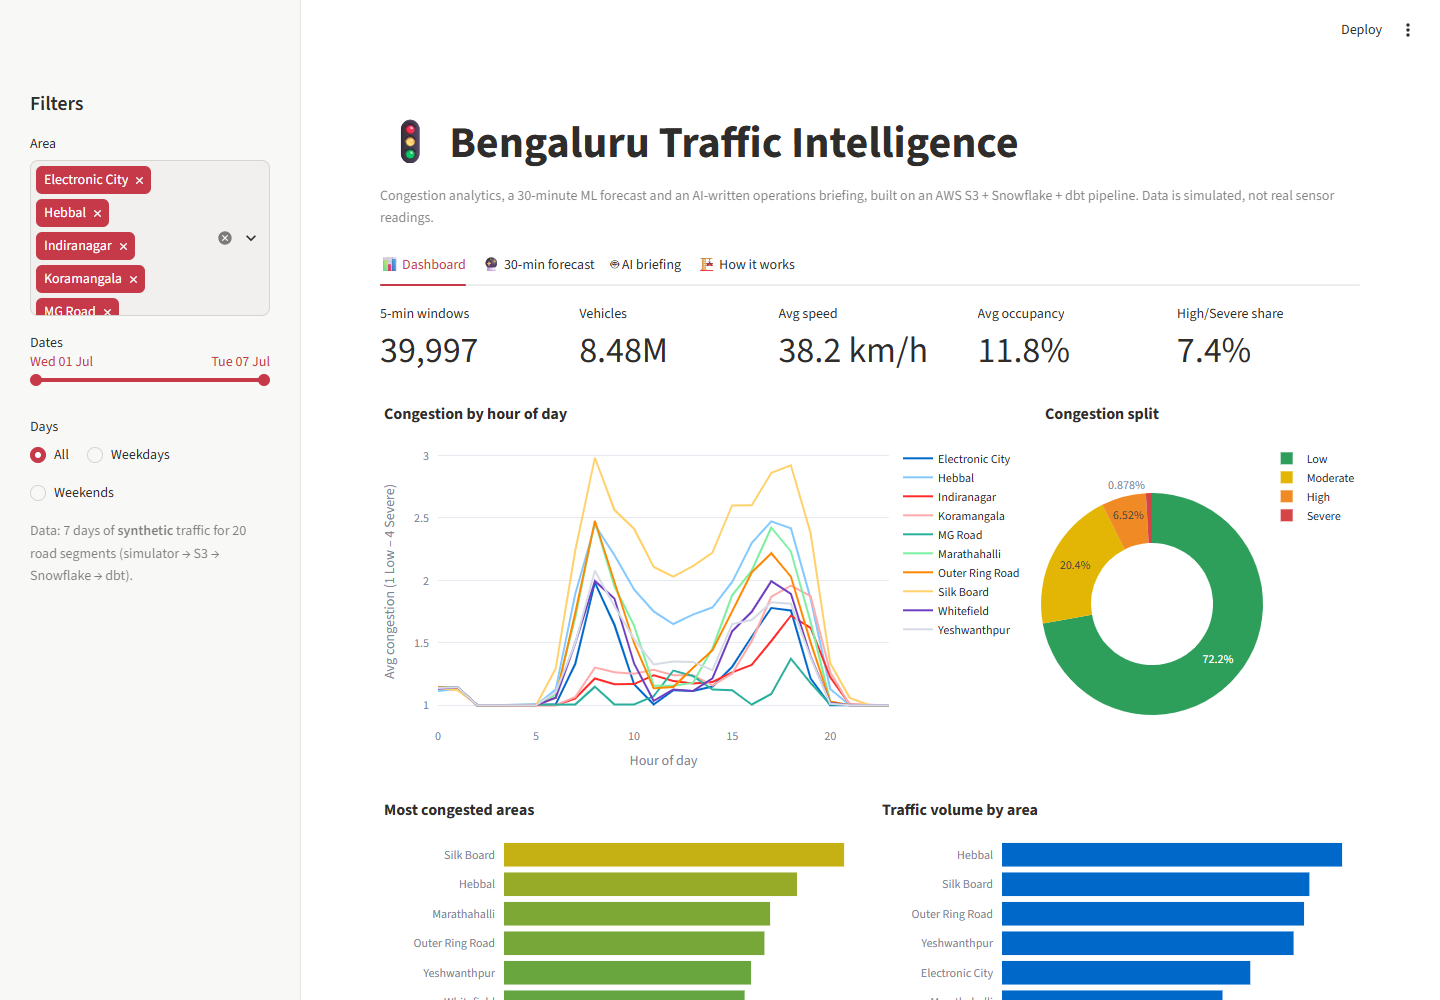 Deploy
Filters
Area
Electronic City ×
Hebbal ×
Indiranagar ×
Koramangala ×
MG Road ×
Dates
Wed 01 Jul Tue 07 Jul
Days
All Weekdays
Weekends
Data: 7 days of synthetic traffic for 20
road segments (simulator → S3 →
Snowflake → dbt).
Bengaluru Traffic Intelligence
Congestion analytics, a 30-minute ML forecast and an AI-written operations briefing, built on an AWS S3 + Snowflake + dbt pipeline. Data is simulated, not real sensor
readings.
Dashboard 30-min forecast AI briefing How it works
5-min windows Vehicles Avg speed Avg occupancy High/Severe share
39,997 8.48M 38.2 km/h 11.8% 7.4%
Congestion by hour of day
Avg congestion (1 Low – 4 Severe)
3
2.5
2
1.5
1
0 5 10 15 20
Hour of day
Electronic City
Hebbal
Indiranagar
Koramangala
MG Road
Marathahalli
Outer Ring Road
Silk Board
Whitefield
Yeshwanthpur
Congestion split
0.878%
6.52%
20.4%
72.2%
Low
Moderate
High
Severe
Most congested areas
Silk Board
Hebbal
Marathahalli
Outer Ring Road
Yeshwanthpur
Whitefield
Traffic volume by area
Hebbal
Silk Board
Outer Ring Road
Yeshwanthpur
Electronic City
Marathahalli